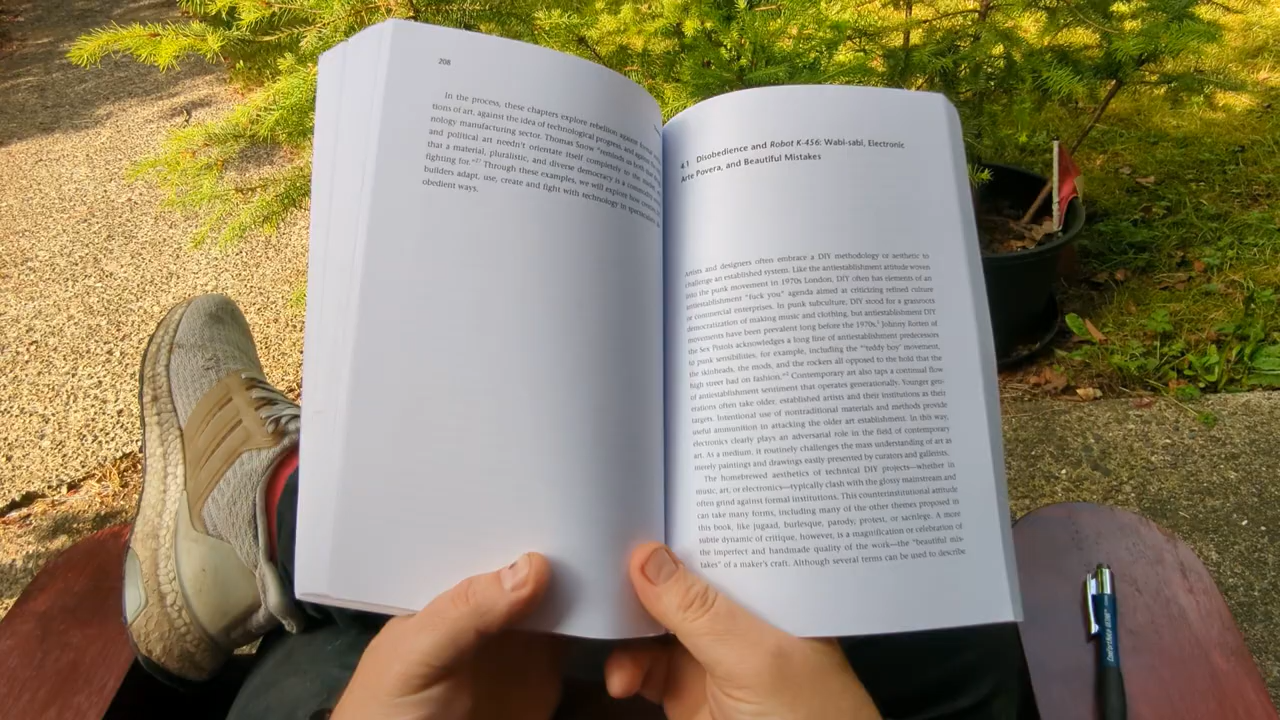 208
In the process, these chapters explore rebellion against formal
tions of art, against the idea of technological progress, and against
nology manufacturing sector. Thomas Snow "reminds us both that
and political art needn't orientate itself completely to the market, and
that a material, pluralistic, and diverse democracy is a commodity worth
fighting for."17 Through these examples, we will explore how
builders adapt, use, create and fight with technology in
obedient ways.
4.1 Disobedience and Robot K-456: Wabi-sabi, Electronic
Arte Povera, and Beautiful Mistakes
Artists and designers often embrace a DIY methodology or aesthetic to
challenge an established system. Like the antiestablishment attitude woven
into the punk movement in 1970s London, DIY often has elements of an
antiestablishment "fuck you" agenda aimed at criticizing refined culture
or commercial enterprises. In punk subculture, DIY stood for a grassroots
democratization of making music and clothing, but antiestablishment DIY
movements have been prevalent long before the 1970s. Johnny Rotten of
the Sex Pistols acknowledges a long line of antiestablishment predecessors
to punk sensibilities, for example, including the "'teddy boy' movement,
the skinheads, the mods, and the rockers all opposed to the hold that the
high street had on fashion." Contemporary art also taps a continual flow
of antiestablishment sentiment that operates generationally. Younger gen-
erations often take older, established artists and their institutions as their
targets. Intentional use of nontraditional materials and methods provide
useful ammunition in attacking the older art establishment. In this way,
electronics clearly plays an adversarial role in the field of contemporary
art. As a medium, it routinely challenges the mass understanding of art as
merely paintings and drawings easily presented by curators and gallerists.
The homebrewed aesthetics of technical DIY projects—whether in
music, art, or electronics—typically clash with the glossy mainstream and
often grind against formal institutions. This counterinstitutional attitude
can take many forms, including many of the other themes proposed in
this book, like jugaad, burlesque, parody, protest, or sacrilege. A more
subtle dynamic of critique, however, is a magnification or celebration of
the imperfect and handmade quality of the work—the "beautiful mis-
takes" of a maker's craft. Although several terms can be used to describe